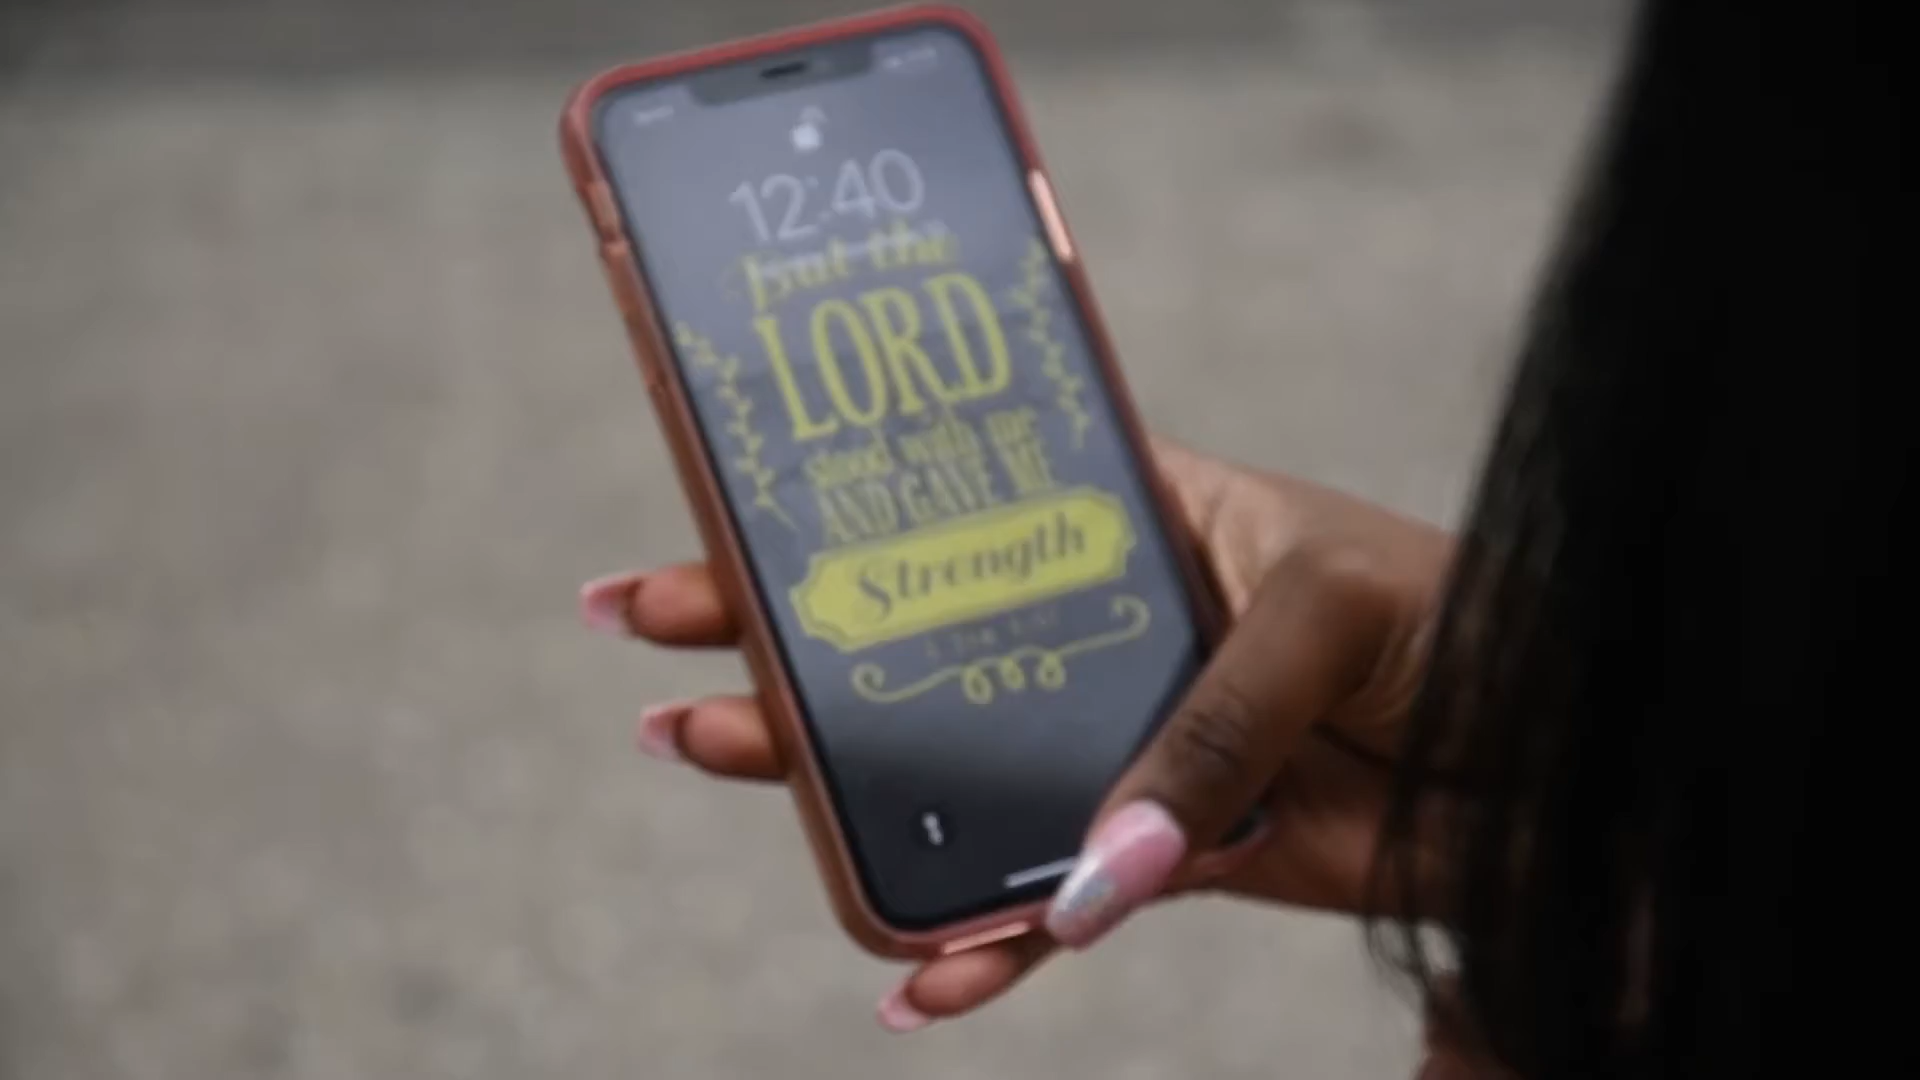 12:40
But the
LORD
stood with me
AND GAVE ME
Strength